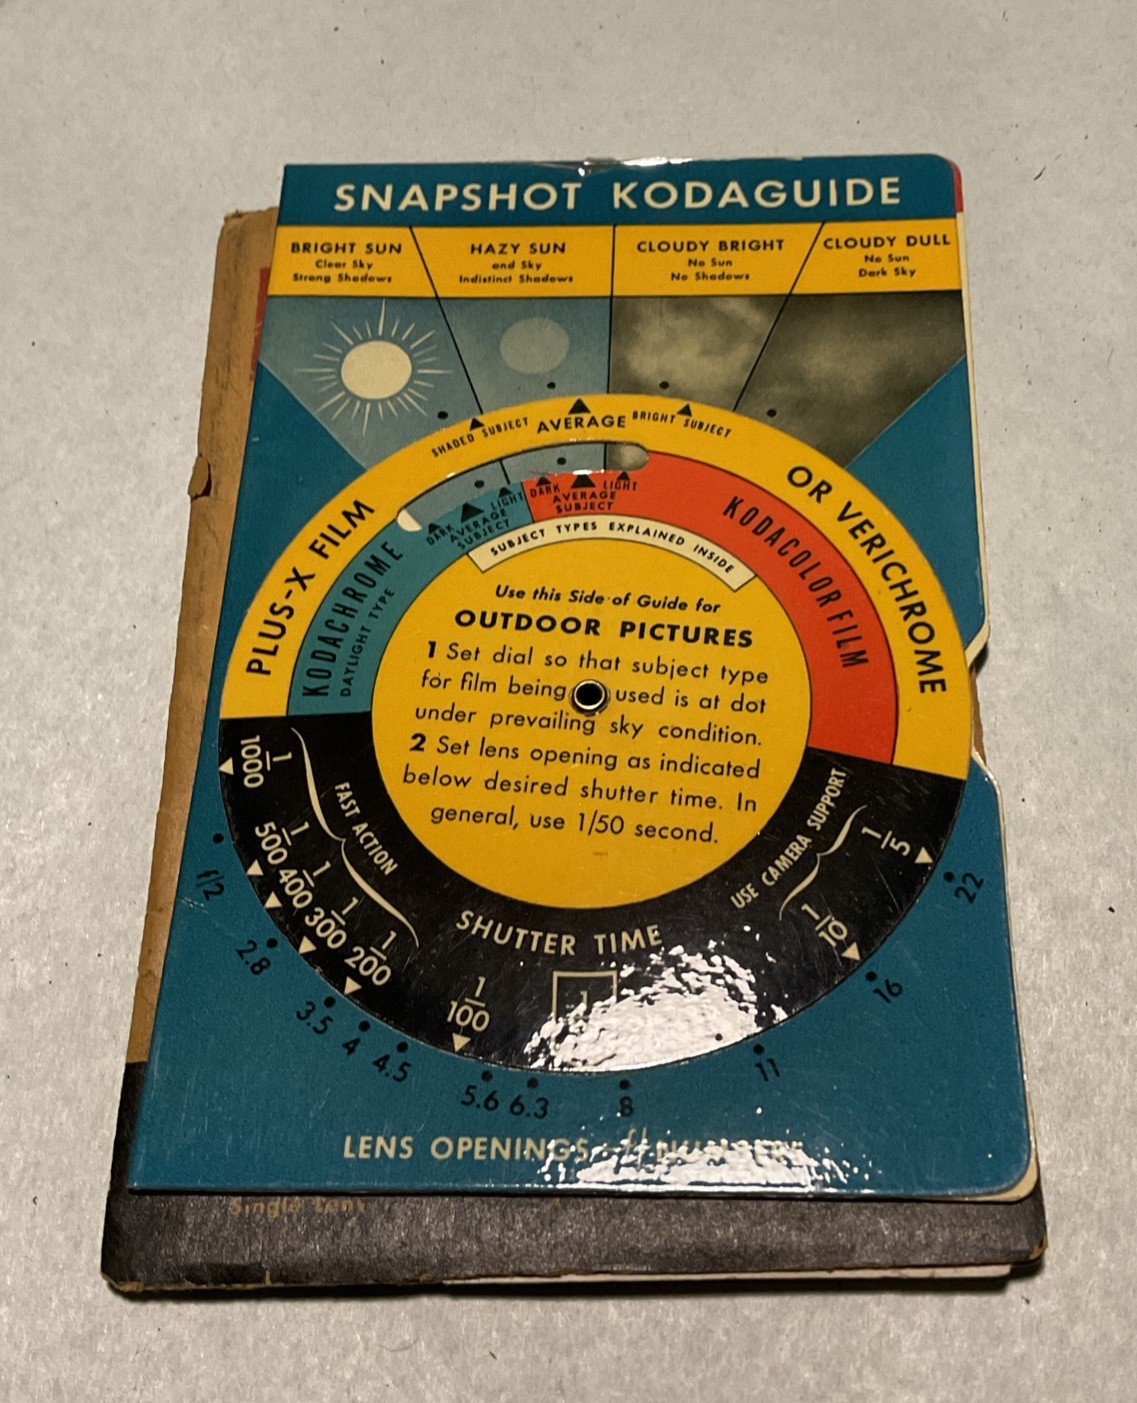 SNAPSHOT KODAGUIDE
BRIGHT SUN
Clear Sky
Strong Shadows
HAZY SUN
and Sky
Indistinct Shadows
CLOUDY BRIGHT
No Sun
No Shadows
CLOUDY DULL
No Sun
Dark Sky
SHADED SUBJECT
AVERAGE
BRIGHT SUBJECT
PLUS-X FILM
OR VERICHROME
KODACHROME
DAYLIGHT TYPE
DARK
AVERAGE
SUBJECT
LIGHT
DARK
AVERAGE
SUBJECT
LIGHT
KODACOLOR FILM
SUBJECT TYPES EXPLAINED INSIDE
Use this Side of Guide for
OUTDOOR PICTURES
1 Set dial so that subject type
for film being used is at dot
under prevailing sky condition.
2 Set lens opening as indicated
below desired shutter time. In
general, use 1/50 second.
1/1000
1/500
1/400
1/300
1/200
FAST ACTION
1/100
SHUTTER TIME
USE CAMERA SUPPORT
1/10
1/5
f/2
2.8
3.5
4
4.5
5.6
6.3
8
11
16
22
LENS OPENINGS
Single Lens